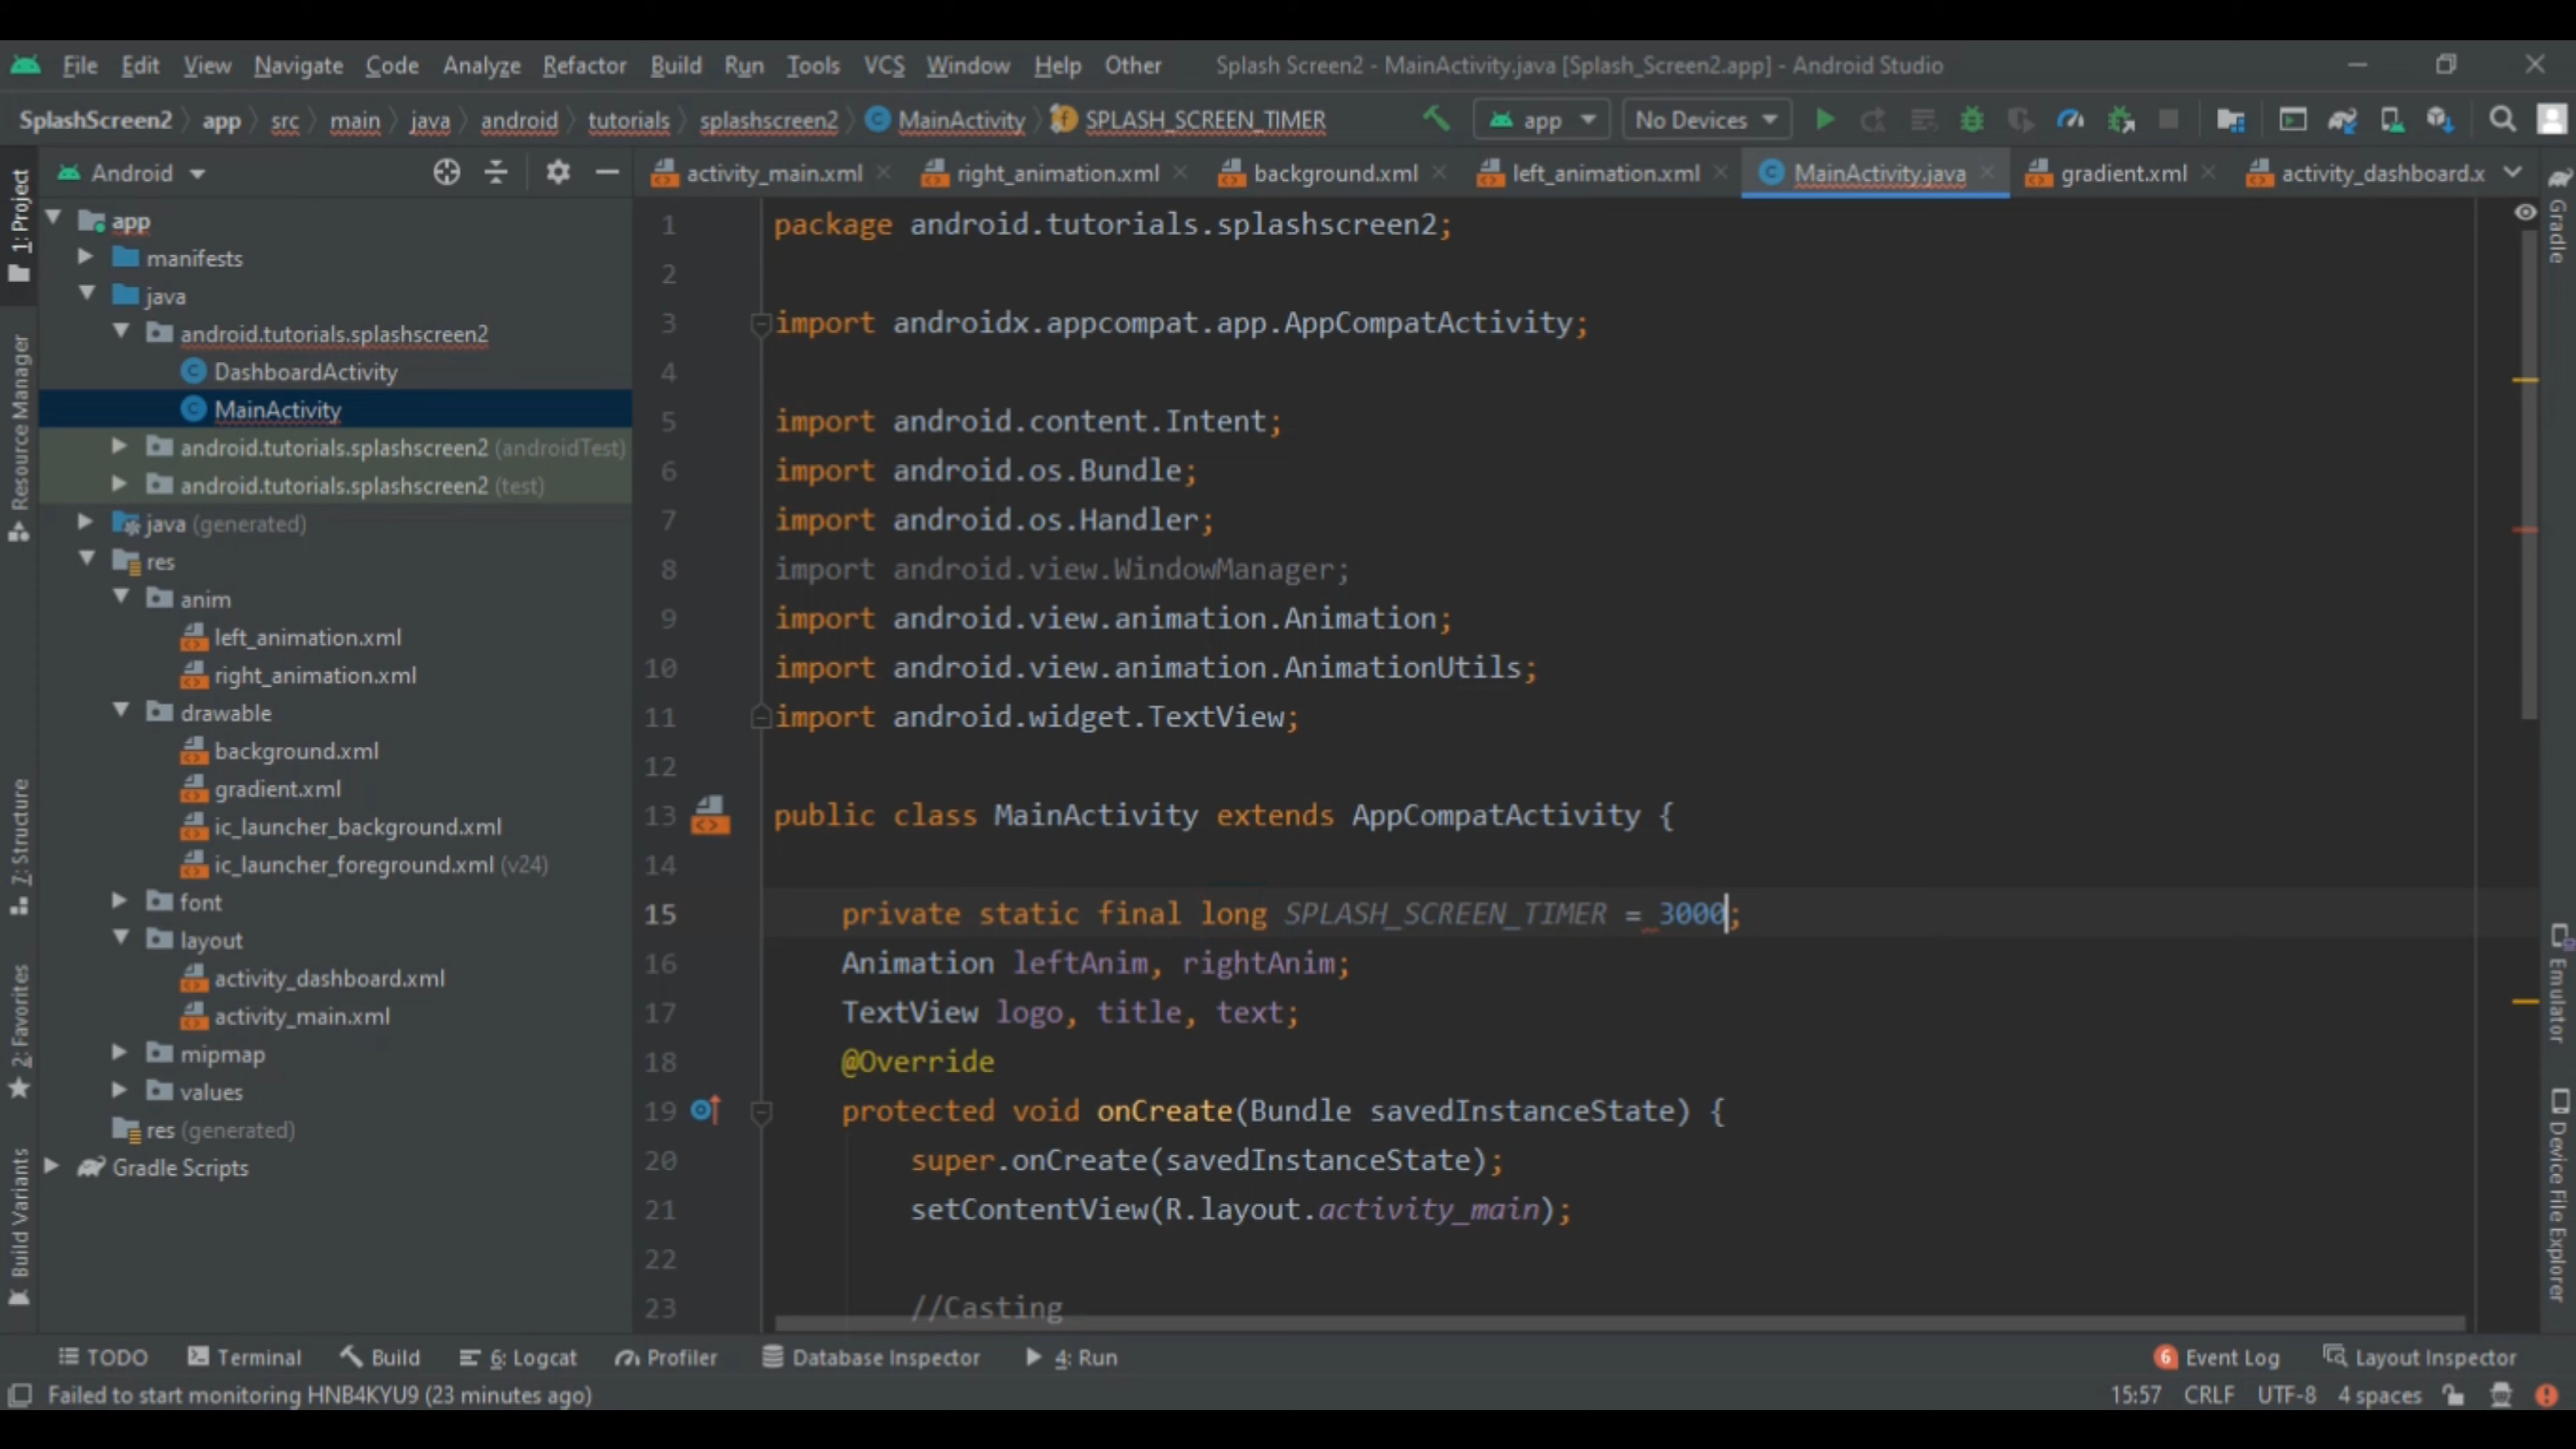 File Edit View Navigate Code Analyze Refactor Build Run Tools VCS Window Help Other Splash Screen2 - MainActivity.java [Splash_Screen2.app] - Android Studio
SplashScreen2 app src main java android tutorials splashscreen2 MainActivity SPLASH_SCREEN_TIMER app No Devices
1: Project
Resource Manager
7: Structure
2: Favorites
Build Variants
Android
app
manifests
java
android.tutorials.splashscreen2
DashboardActivity
MainActivity
android.tutorials.splashscreen2 (androidTest)
android.tutorials.splashscreen2 (test)
java (generated)
res
anim
left_animation.xml
right_animation.xml
drawable
background.xml
gradient.xml
ic_launcher_background.xml
ic_launcher_foreground.xml (v24)
font
layout
activity_dashboard.xml
activity_main.xml
mipmap
values
res (generated)
Gradle Scripts
activity_main.xml right_animation.xml background.xml left_animation.xml MainActivity.java gradient.xml activity_dashboard.x
1 package android.tutorials.splashscreen2;
2
3 import androidx.appcompat.app.AppCompatActivity;
4
5 import android.content.Intent;
6 import android.os.Bundle;
7 import android.os.Handler;
8 import android.view.WindowManager;
9 import android.view.animation.Animation;
10 import android.view.animation.AnimationUtils;
11 import android.widget.TextView;
12
13 public class MainActivity extends AppCompatActivity {
14
15 private static final long SPLASH_SCREEN_TIMER = 3000;
16 Animation leftAnim, rightAnim;
17 TextView logo, title, text;
18 @Override
19 protected void onCreate(Bundle savedInstanceState) {
20 super.onCreate(savedInstanceState);
21 setContentView(R.layout.activity_main);
22
23 //Casting
Gradle
Emulator
Device File Explorer
TODO Terminal Build 6: Logcat Profiler Database Inspector 4: Run 6 Event Log Layout Inspector
Failed to start monitoring HNB4KYU9 (23 minutes ago) 15:57 CRLF UTF-8 4 spaces